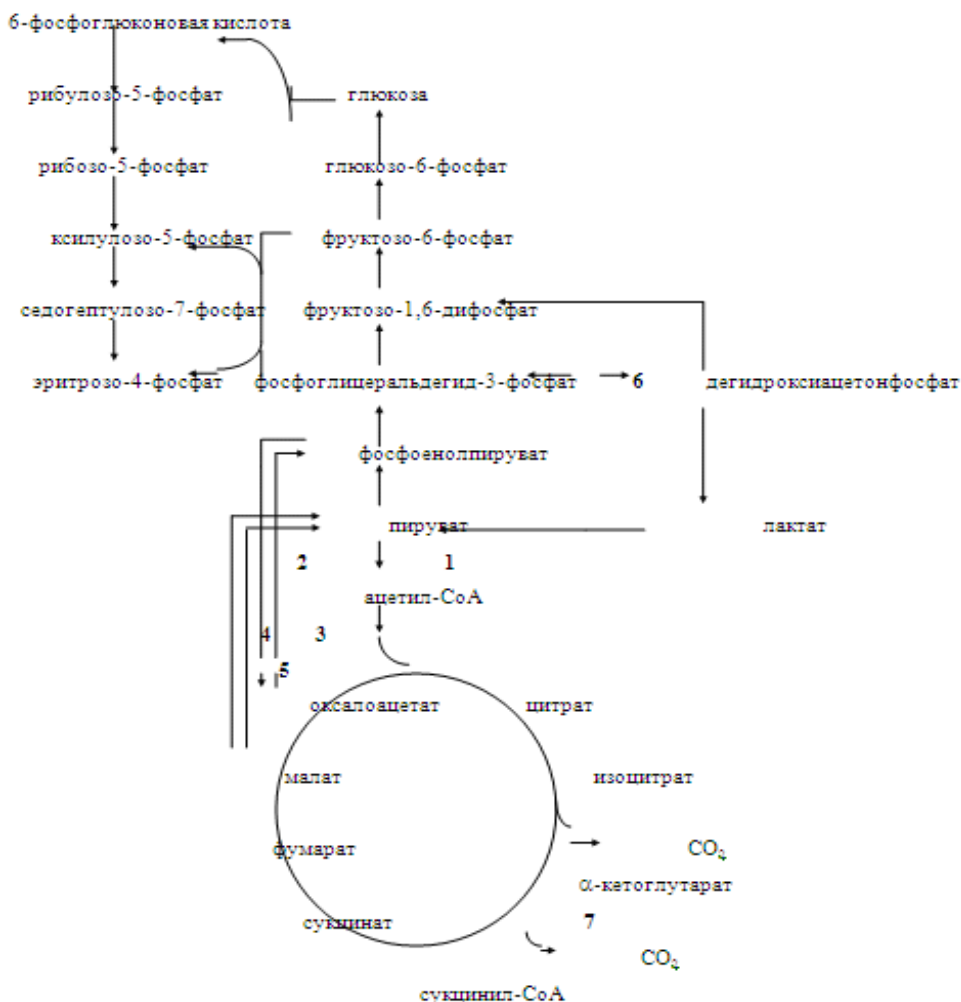 6-фосфоглюконовая кислота
рибулозо-5-фосфат глюкоза
рибозо-5-фосфат глюкозо-6-фосфат
ксилулозо-5-фосфат фруктозо-6-фосфат
седогептулозо-7-фосфат фруктозо-1,6-дифосфат
эритрозо-4-фосфат фосфоглицеральдегид-3-фосфат 6 дегидроксиацетонфосфат
фосфоенолпируват
пируват лактат
2 1
ацетил-СоА
4 3
5
оксалоацетат цитрат
малат изоцитрат
фумарат CO2
α-кетоглутарат
сукцинат 7
CO2
сукцинил-СоА